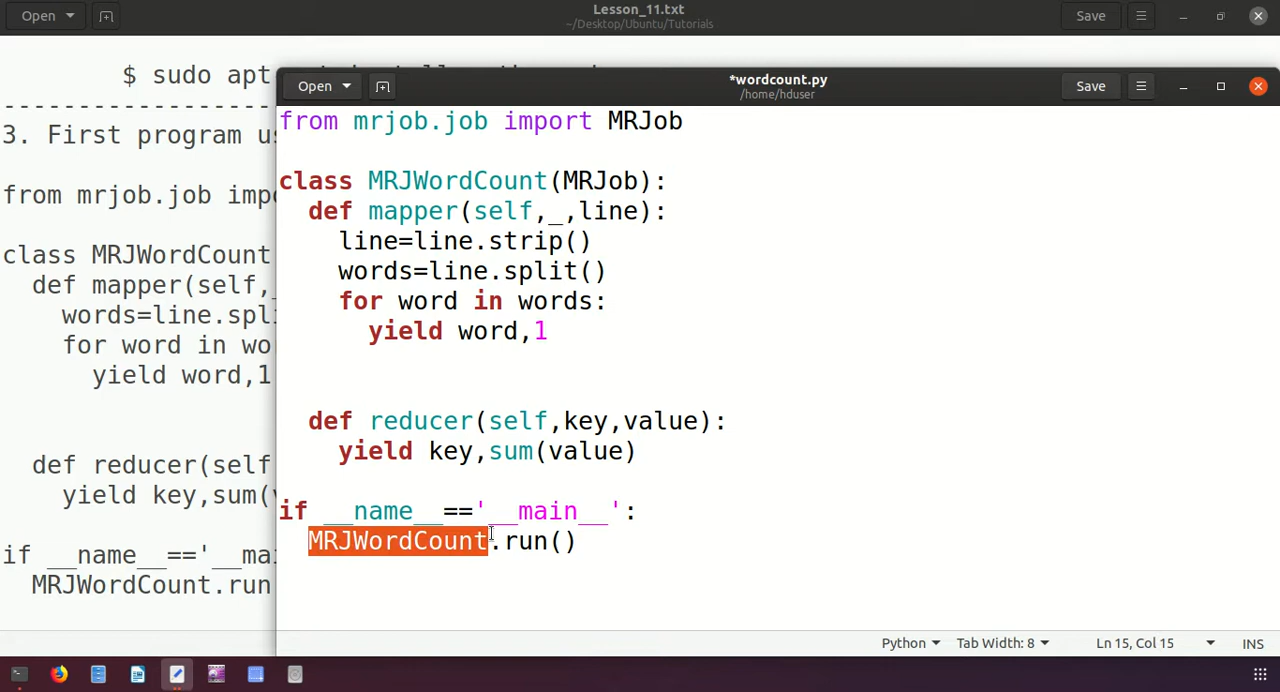 Open
Lesson_11.txt
~/Desktop/Ubuntu/Tutorials
Save
$ sudo apt
3. First program us
from mrjob.job impo
class MRJWordCount
def mapper(self,
words=line.spl
for word in wo
yield word,1
def reducer(self
yield key,sum(
if __name__=='__ma
MRJWordCount.run
Open
*wordcount.py
/home/hduser
Save
from mrjob.job import MRJob
class MRJWordCount(MRJob):
def mapper(self,_,line):
line=line.strip()
words=line.split()
for word in words:
yield word,1
def reducer(self,key,value):
yield key,sum(value)
if __name__=='__main__':
MRJWordCount.run()
Python
Tab Width: 8
Ln 15, Col 15
INS